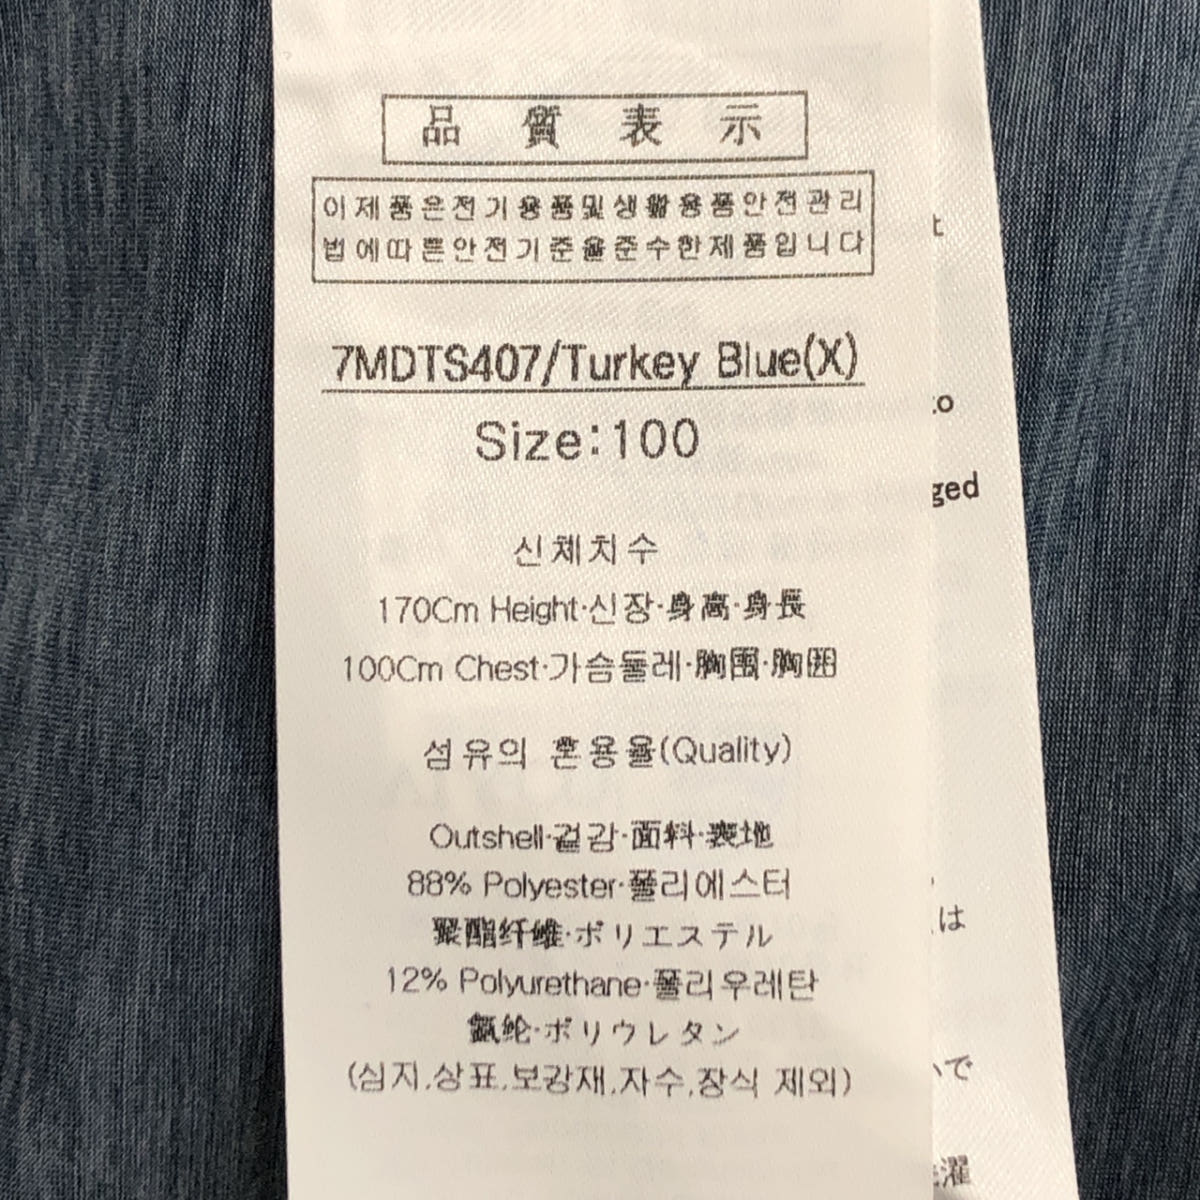 品質表示
이제품은전기용품및생활용품안전관리
법에따른안전기준을준수한제품입니다
7MDTS407/Turkey Blue(X)
Size:100
신체치수
170Cm Height·신장·身高·身長
100Cm Chest·가슴둘레·胸围·胸囲
섬유의 혼용율(Quality)
Outshell·겉감·面料·表地
88% Polyester·폴리에스터
聚酯纤维·ポリエステル
12% Polyurethane·폴리우레탄
氨纶·ポリウレタン
(심지,상표,보강재,자수,장식 제외)
to
ged
は
で
濯